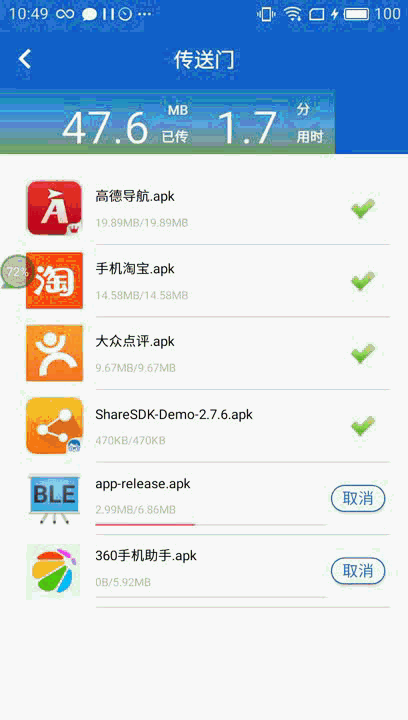 10:49 100
传送门
47.6 MB 已传 1.7 分 用时
高德导航.apk
19.89MB/19.89MB
72%
手机淘宝.apk
淘
14.58MB/14.58MB
大众点评.apk
9.67MB/9.67MB
ShareSDK-Demo-2.7.6.apk
470KB/470KB
app-release.apk
BLE
取消
2.99MB/6.86MB
360手机助手.apk
取消
0B/5.92MB